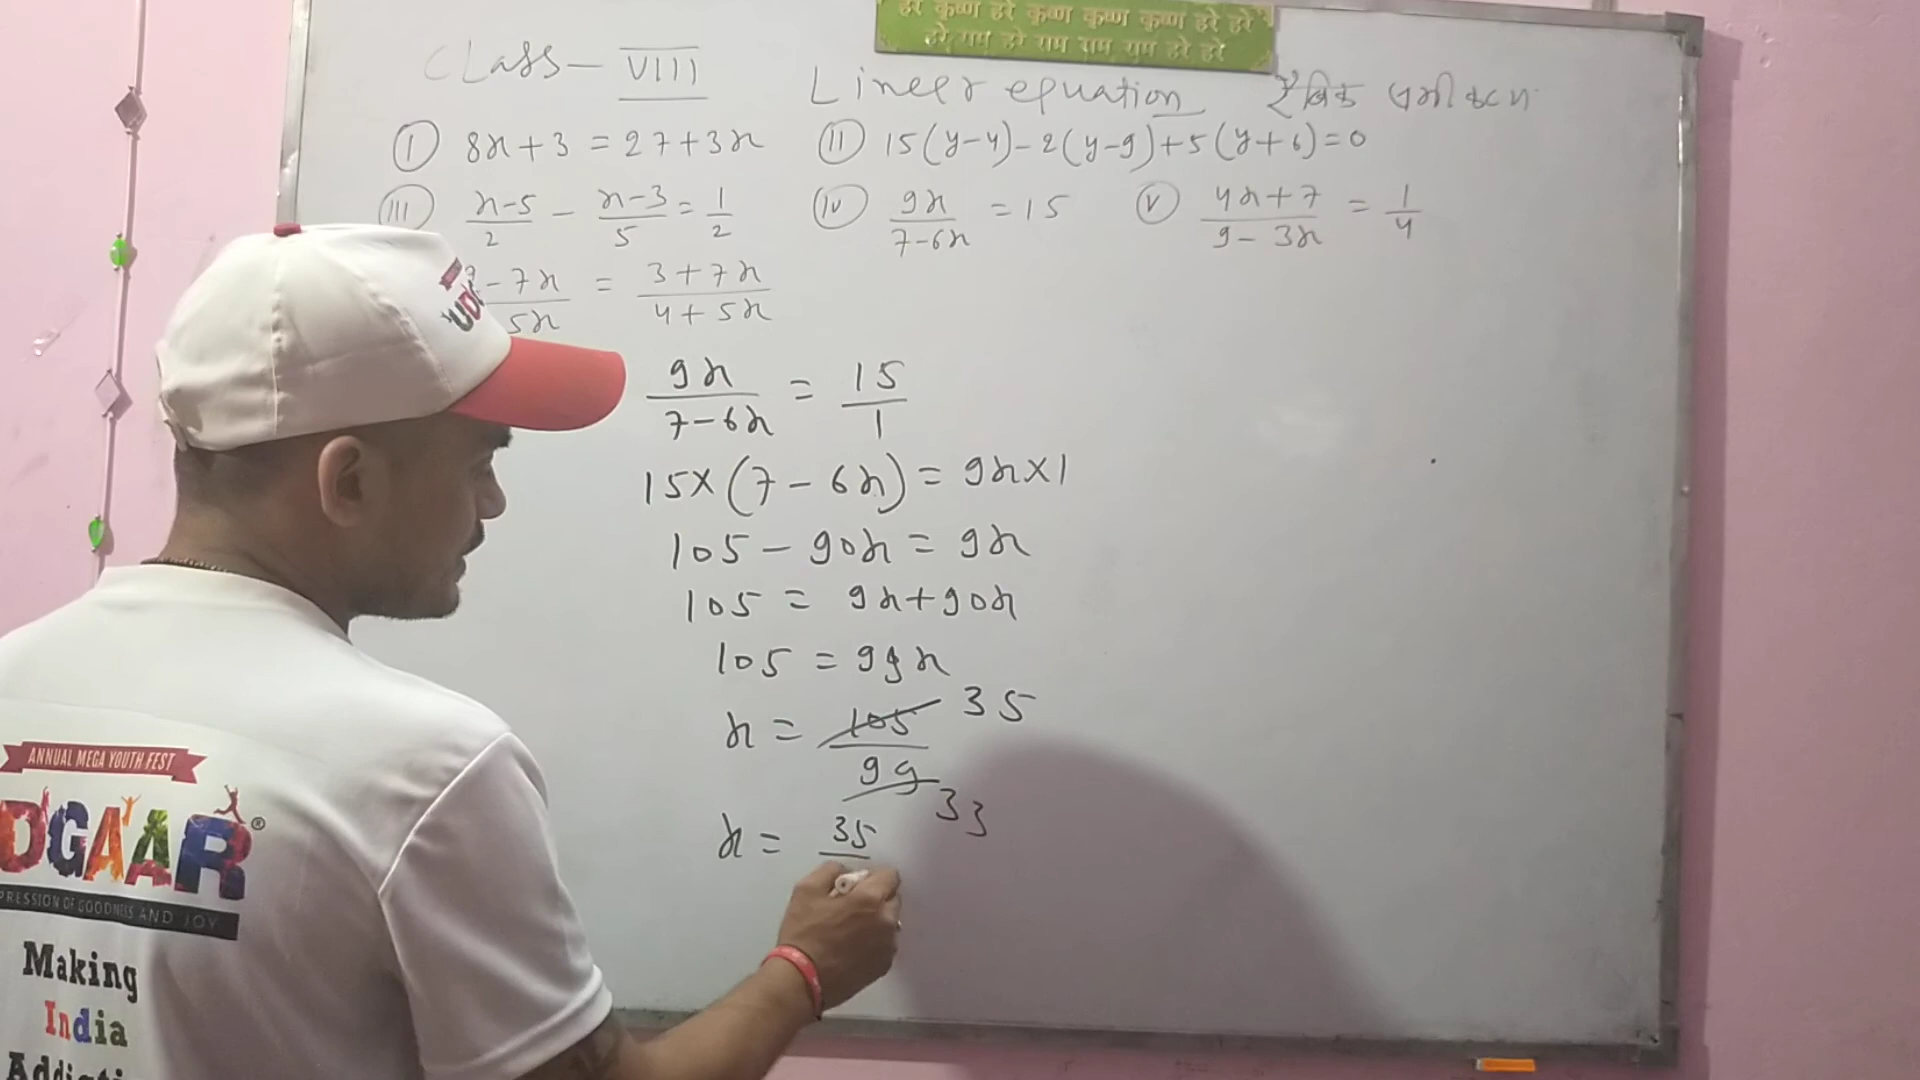 हरे कृष्ण हरे कृष्ण कृष्ण कृष्ण हरे हरे
हरे राम हरे राम राम राम हरे हरे
CLass - VIII Lineer equation रैखिक समीकरण
(I) 8x + 3 = 27 + 3x (II) 15(y-4) - 2(y-9) + 5(y+6) = 0
(III) x-5/2 - x-3/5 = 1/2 (IV) 9x/7-6x = 15 (V) 4x+7/9-3x = 1/4
- 7x/5x = 3+7x/4+5x
9x/7-6x = 15/1
15×(7-6x) = 9x×1
105 - 90x = 9x
105 = 9x + 90x
105 = 99x
x = 105/99 35 33
x = 35
UDG
ANNUAL MEGA YOUTH FEST
DGAAR®
PRESSION OF GOODNESS AND JOY
Making
India